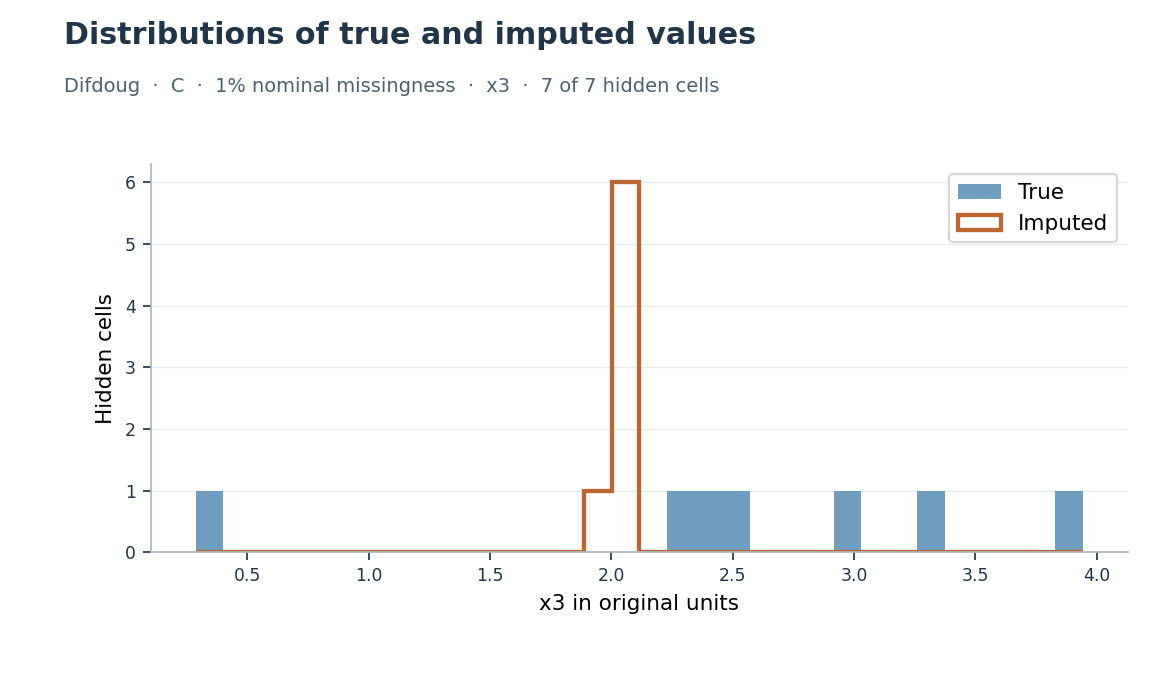 Distributions of true and imputed values
Difdoug · C · 1% nominal missingness · x3 · 7 of 7 hidden cells
True
Imputed
Hidden cells
6
5
4
3
2
1
0
0.5 1.0 1.5 2.0 2.5 3.0 3.5 4.0
x3 in original units